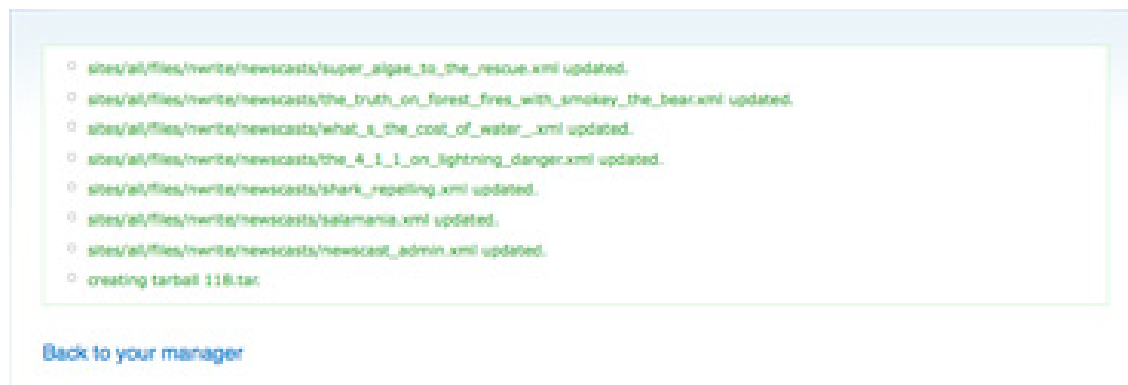 sites/all/files/nwrite/newscasts/super_algae_to_the_rescue.xml updated.
sites/all/files/nwrite/newscasts/the_truth_on_forest_fires_with_smokey_the_bear.xml updated.
sites/all/files/nwrite/newscasts/what_s_the_cost_of_water_.xml updated.
sites/all/files/nwrite/newscasts/the_4_1_1_on_lightning_danger.xml updated.
sites/all/files/nwrite/newscasts/shark_repelling.xml updated.
sites/all/files/nwrite/newscasts/salamania.xml updated.
sites/all/files/nwrite/newscasts/newscast_admin.xml updated.
creating tarball 118.tar.
Back to your manager